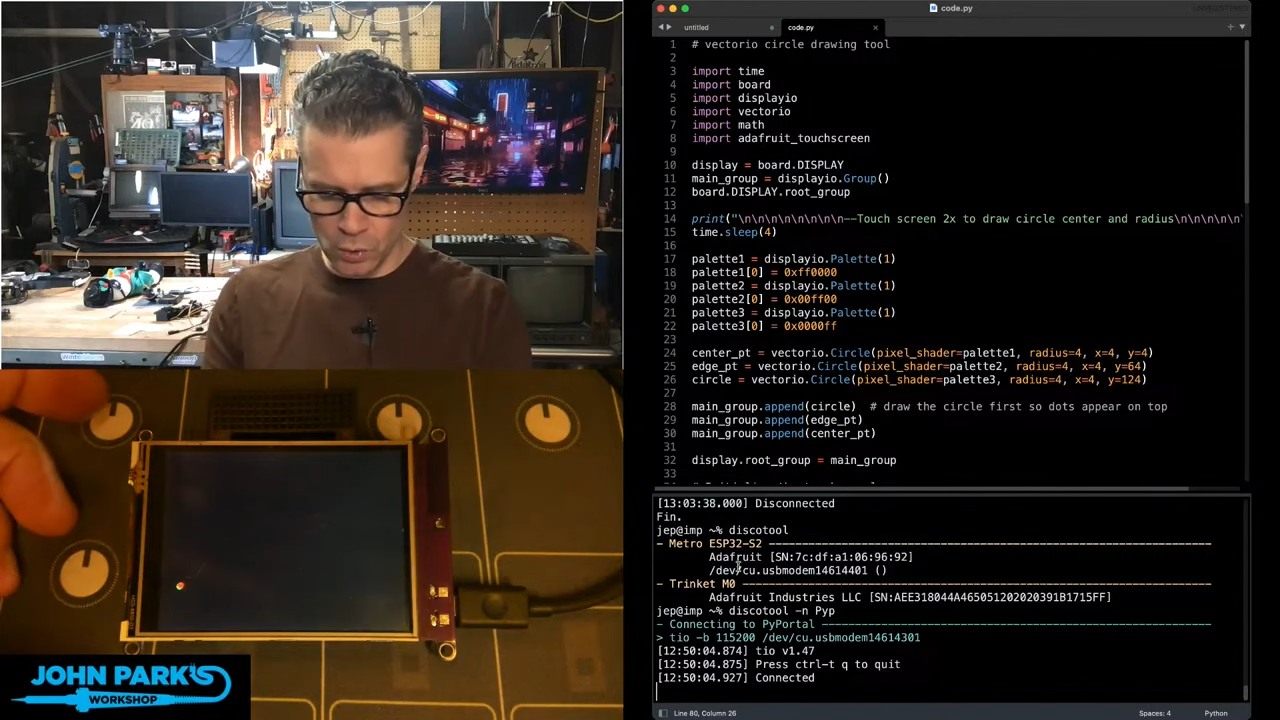 JOHN PARK'S
WORKSHOP
code.py
untitled
code.py
1 # vectorio circle drawing tool
2
3 import time
4 import board
5 import displayio
6 import vectorio
7 import math
8 import adafruit_touchscreen
9
10 display = board.DISPLAY
11 main_group = displayio.Group()
12 board.DISPLAY.root_group
13
14 print("\n\n\n\n\n\n\n\n--Touch screen 2x to draw circle center and radius\n\n\n\n\n
15 time.sleep(4)
16
17 palette1 = displayio.Palette(1)
18 palette1[0] = 0xff0000
19 palette2 = displayio.Palette(1)
20 palette2[0] = 0x00ff00
21 palette3 = displayio.Palette(1)
22 palette3[0] = 0x0000ff
23
24 center_pt = vectorio.Circle(pixel_shader=palette1, radius=4, x=4, y=4)
25 edge_pt = vectorio.Circle(pixel_shader=palette2, radius=4, x=4, y=64)
26 circle = vectorio.Circle(pixel_shader=palette3, radius=4, x=4, y=124)
27
28 main_group.append(circle)  # draw the circle first so dots appear on top
29 main_group.append(edge_pt)
30 main_group.append(center_pt)
31
32 display.root_group = main_group
33
[13:03:38.000] Disconnected
Fin.
jep@imp ~% discotool
- Metro ESP32-S2
Adafruit [SN:7c:df:a1:06:96:92]
/dev/cu.usbmodem14614401 ()
- Trinket M0
Adafruit Industries LLC [SN:AEE318044A465051202020391B1715FF]
jep@imp ~% discotool -n Pyp
- Connecting to PyPortal
> tio -b 115200 /dev/cu.usbmodem14614301
[12:50:04.874] tio v1.47
[12:50:04.875] Press ctrl-t q to quit
[12:50:04.927] Connected
Line 80, Column 26
Spaces: 4
Python